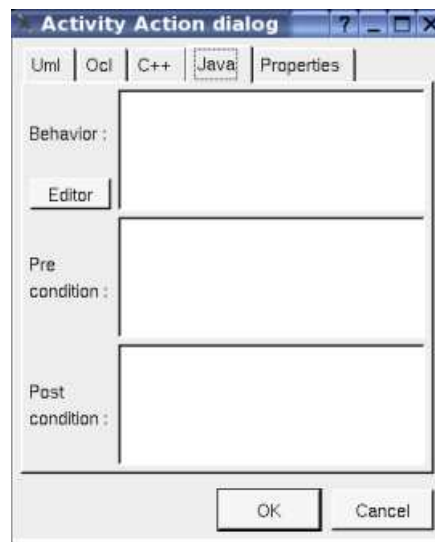 Activity Action dialog
Uml Ocl C++ Java Properties
Behavior :
Editor
Pre
condition :
Post
condition :
OK Cancel